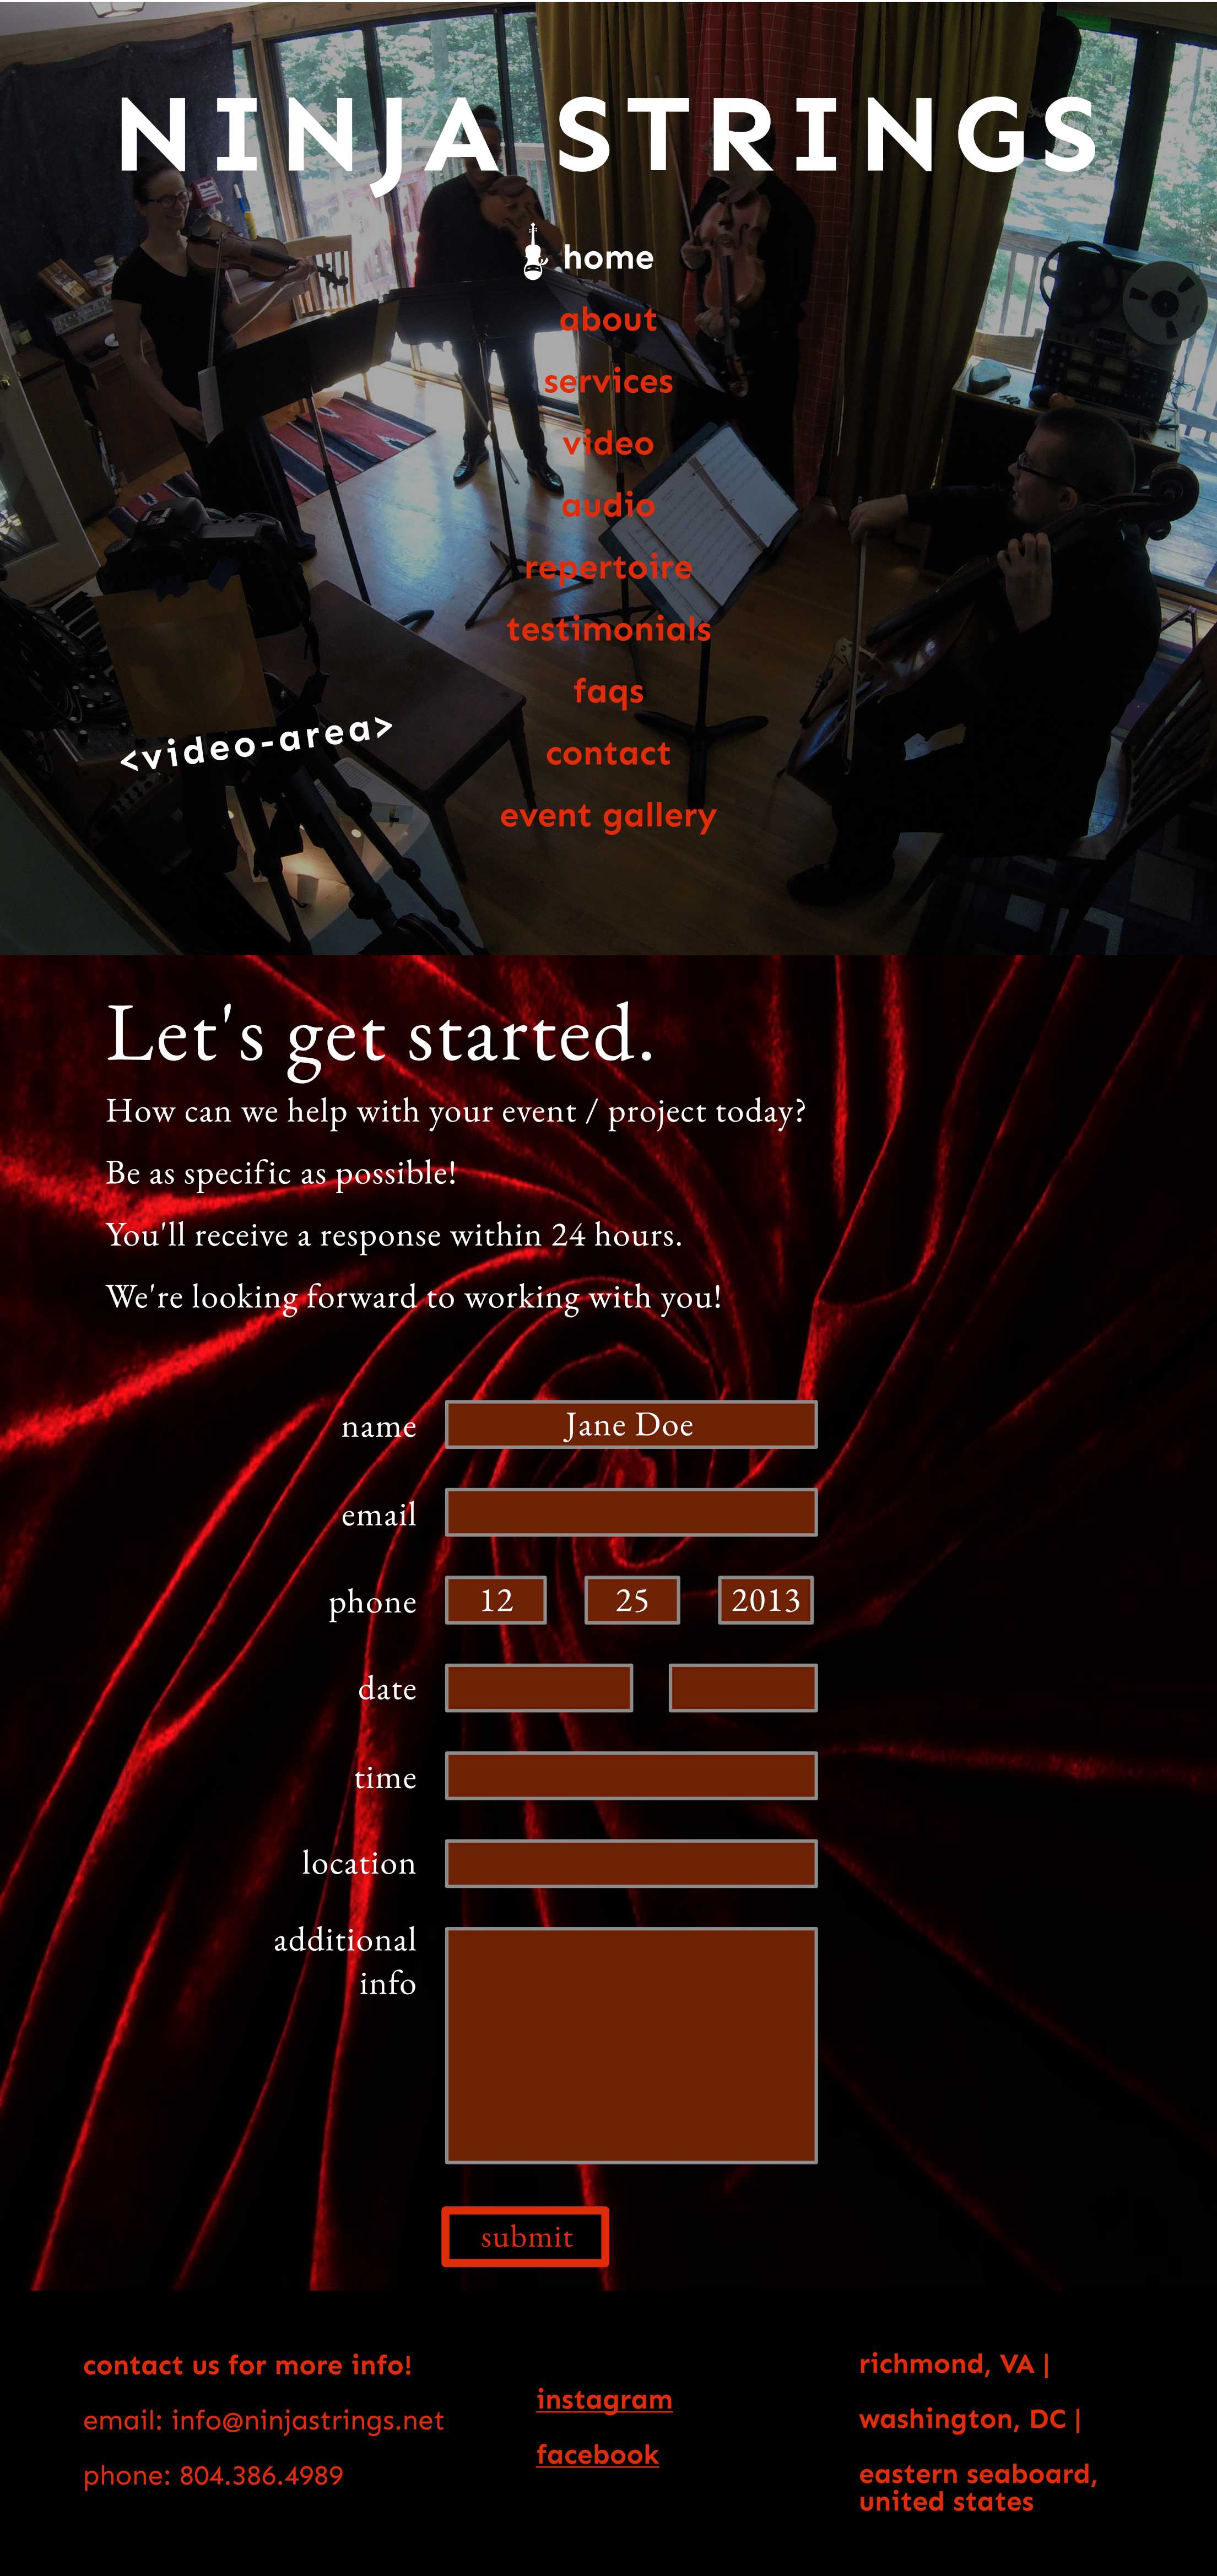 NINJA STRINGS
home
about
services
video
audio
repertoire
testimonials
faqs
<video-area>
contact
event gallery
Let's get started.
How can we help with your event / project today?
Be as specific as possible!
You'll receive a response within 24 hours.
We're looking forward to working with you!
name Jane Doe
email
phone 12 25 2013
date
time
location
additional
info
submit
contact us for more info!
email: info@ninjastrings.net
phone: 804.386.4989
instagram
facebook
richmond, VA |
washington, DC |
eastern seaboard,
united states